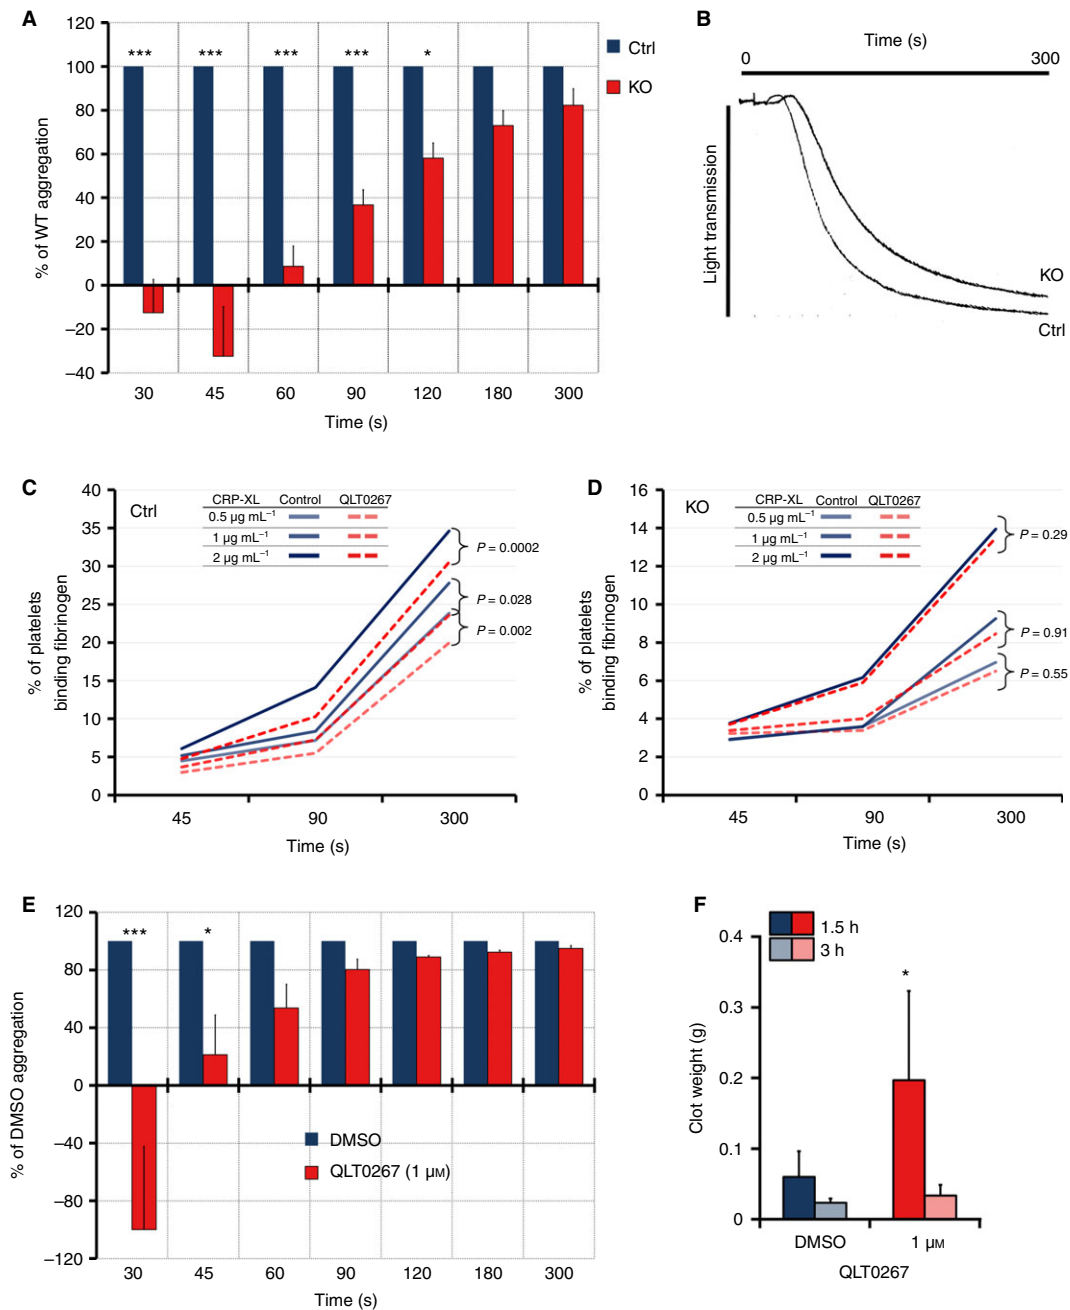 A
120
100
80
60
40
20
0
–20
–40
% of WT aggregation
*** *** *** *** *
Ctrl
KO
30 45 60 90 120 180 300
Time (s)
B
Time (s)
0 300
Light transmission
KO
Ctrl
C
40
35
30
25
20
15
10
5
0
% of platelets
binding fibrinogen
Ctrl
CRP-XL Control QLT0267
0.5 µg mL–1
1 µg mL–1
2 µg mL–1
P = 0.0002
P = 0.028
P = 0.002
45 90 300
Time (s)
D
16
14
12
10
8
6
4
2
0
% of platelets
binding fibrinogen
KO
CRP-XL Control QLT0267
0.5 µg mL–1
1 µg mL–1
2 µg mL–1
P = 0.29
P = 0.91
P = 0.55
45 90 300
Time (s)
E
120
80
40
0
–40
–80
–120
% of DMSO aggregation
*** *
DMSO
QLT0267 (1 µM)
30 45 60 90 120 180 300
Time (s)
F
1.5 h
3 h
0.4
0.3
0.2
0.1
0
Clot weight (g)
*
DMSO 1 µM
QLT0267